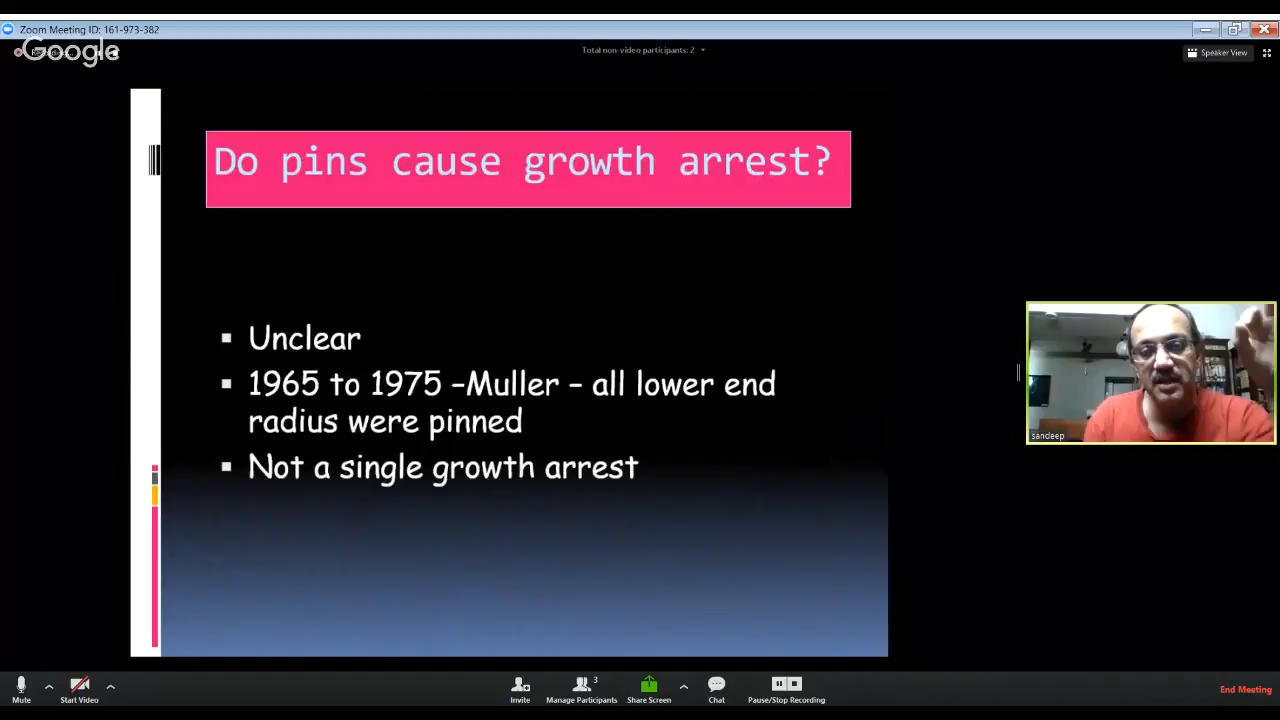 Zoom Meeting ID: 161-973-382
Google
Total non-video participants: 2
Speaker View
Do pins cause growth arrest?
Unclear
1965 to 1975 –Muller – all lower end
radius were pinned
Not a single growth arrest
sandeep
3
Mute
Start Video
Invite
Manage Participants
Share Screen
Chat
Pause/Stop Recording
End Meeting